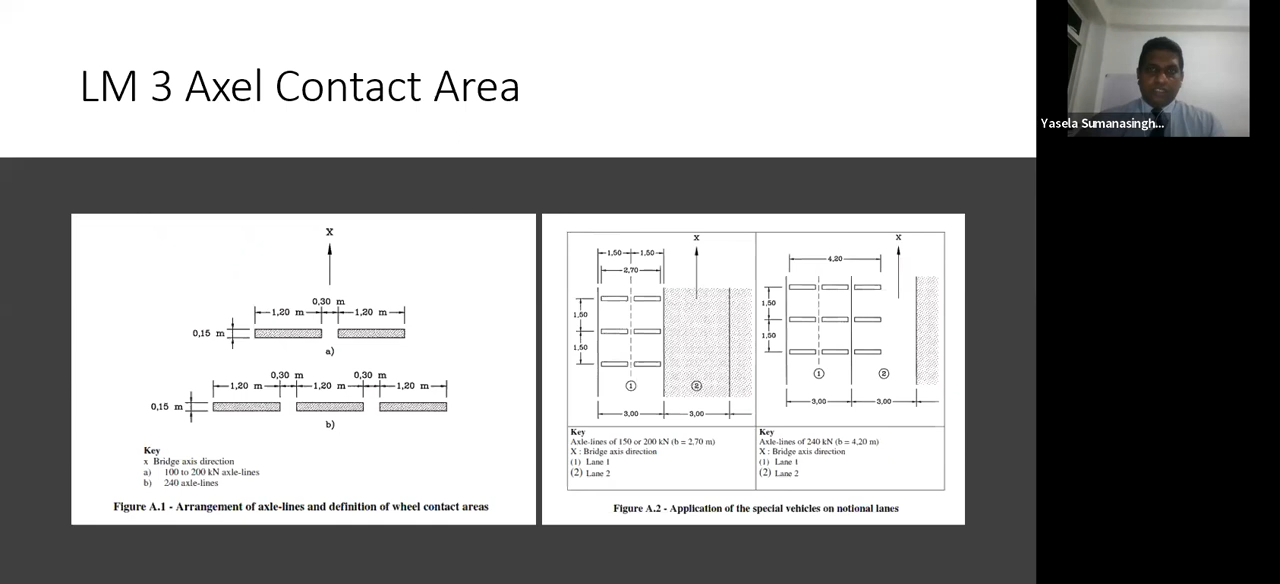 LM 3 Axel Contact Area
Yasela Sumanasingh...
X
0,30 m
1,20 m
1,20 m
0,15 m
a)
0,30 m
0,30 m
1,20 m
1,20 m
1,20 m
0,15 m
b)
Key
x Bridge axis direction
a) 100 to 200 kN axle-lines
b) 240 axle-lines
Figure A.1 - Arrangement of axle-lines and definition of wheel contact areas
X
1,50
1,50
2,70
1,50
1,50
1
2
3,00
3,00
Key
Axle-lines of 150 or 200 kN (b = 2,70 m)
X : Bridge axis direction
(1) Lane 1
(2) Lane 2
X
4,20
1,50
1,50
1
2
3,00
3,00
Key
Axle-lines of 240 kN (b = 4,20 m)
X : Bridge axis direction
(1) Lane 1
(2) Lane 2
Figure A.2 - Application of the special vehicles on notional lanes